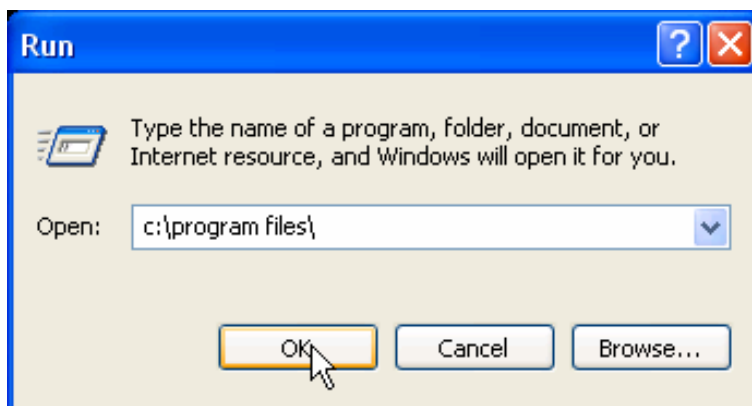 Run
?
Type the name of a program, folder, document, or
Internet resource, and Windows will open it for you.
Open: c:\program files\
OK Cancel Browse...